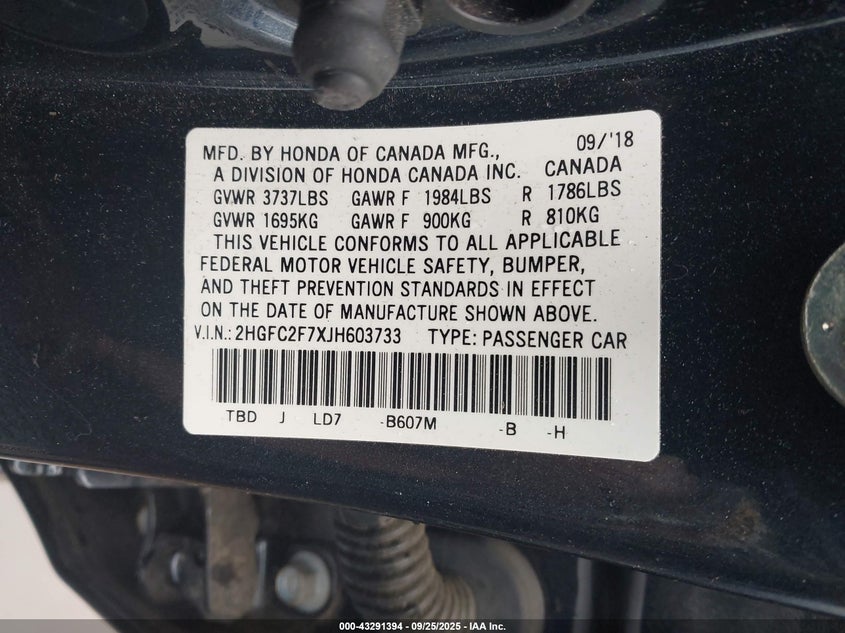 09/'18
MFD. BY HONDA OF CANADA MFG.,
A DIVISION OF HONDA CANADA INC. CANADA
GVWR 3737LBS GAWR F 1984LBS R 1786LBS
GVWR 1695KG GAWR F 900KG R 810KG
THIS VEHICLE CONFORMS TO ALL APPLICABLE
FEDERAL MOTOR VEHICLE SAFETY, BUMPER,
AND THEFT PREVENTION STANDARDS IN EFFECT
ON THE DATE OF MANUFACTURE SHOWN ABOVE.
V.I.N.: 2HGFC2F7XJH603733 TYPE: PASSENGER CAR
TBD J LD7 -B607M -B -H
000-43291394 - 09/25/2025 - IAA Inc.